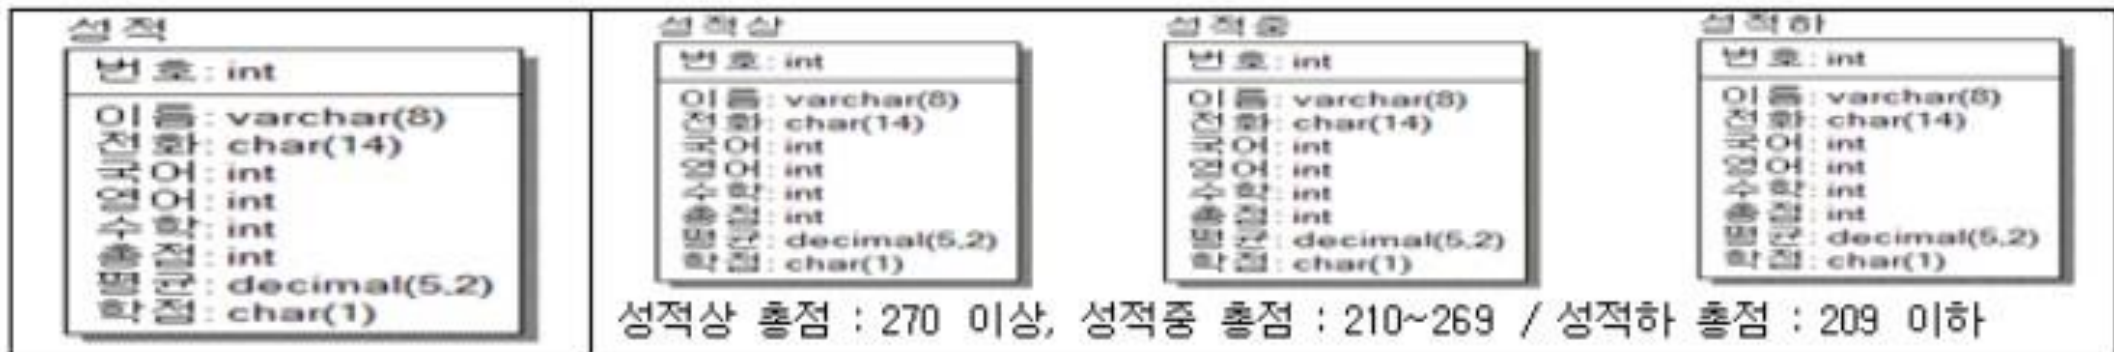 성적
번호: int
이름: varchar(8)
전화: char(14)
국어: int
영어: int
수학: int
총점: int
평균: decimal(5,2)
학점: char(1)
성적상
번호: int
이름: varchar(8)
전화: char(14)
국어: int
영어: int
수학: int
총점: int
평균: decimal(5,2)
학점: char(1)
성적중
번호: int
이름: varchar(8)
전화: char(14)
국어: int
영어: int
수학: int
총점: int
평균: decimal(5,2)
학점: char(1)
성적하
번호: int
이름: varchar(8)
전화: char(14)
국어: int
영어: int
수학: int
총점: int
평균: decimal(5,2)
학점: char(1)
성적상 총점 : 270 이상, 성적중 총점 : 210~269 / 성적하 총점 : 209 이하